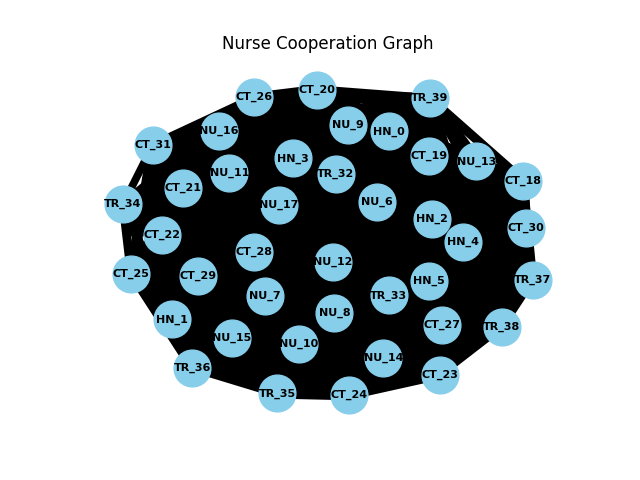 Nurse Cooperation Graph
CT_20
CT_26
TR_39
NU_9
NU_16
HN_0
CT_31
CT_19
HN_3
NU_13
NU_11
TR_32
CT_18
CT_21
NU_6
TR_34
NU_17
HN_2
CT_30
CT_22
HN_4
CT_28
NU_12
CT_25
CT_29
TR_37
HN_5
NU_7
TR_33
NU_8
HN_1
CT_27
TR_38
NU_15
NU_10
NU_14
TR_36
CT_23
TR_35
CT_24